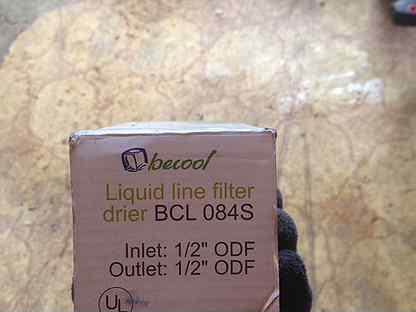 becool
Liquid line filter
drier BCL 084S
Inlet: 1/2" ODF
Outlet: 1/2" ODF
UL